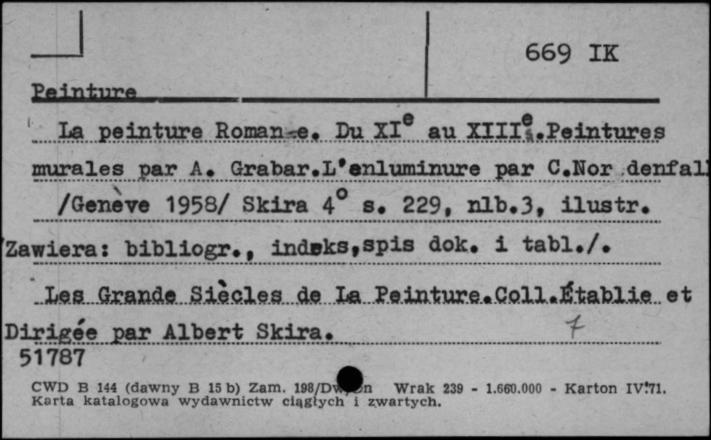 669 IK
Peinture
La peinture Roman-e. Du XIe au XIIIe.Peintures
murales par A. Grabar.L'enluminure par C.Nor denfal
/Genève 1958/ Skira 4° s. 229, nlb.3, ilustr.
Zawiera: bibliogr., indeks,spis dok. i tabl./.
Les Grande Siècles de La Peinture.Coll.Établie et
Dirigée par Albert Skira.
7
51787
CWD B 144 (dawny B 15 b) Zam. 198/ Wrak 239 - 1.660.000 - Karton IV.71.
Karta katalogowa wydawnictw ciągłych i zwartych.